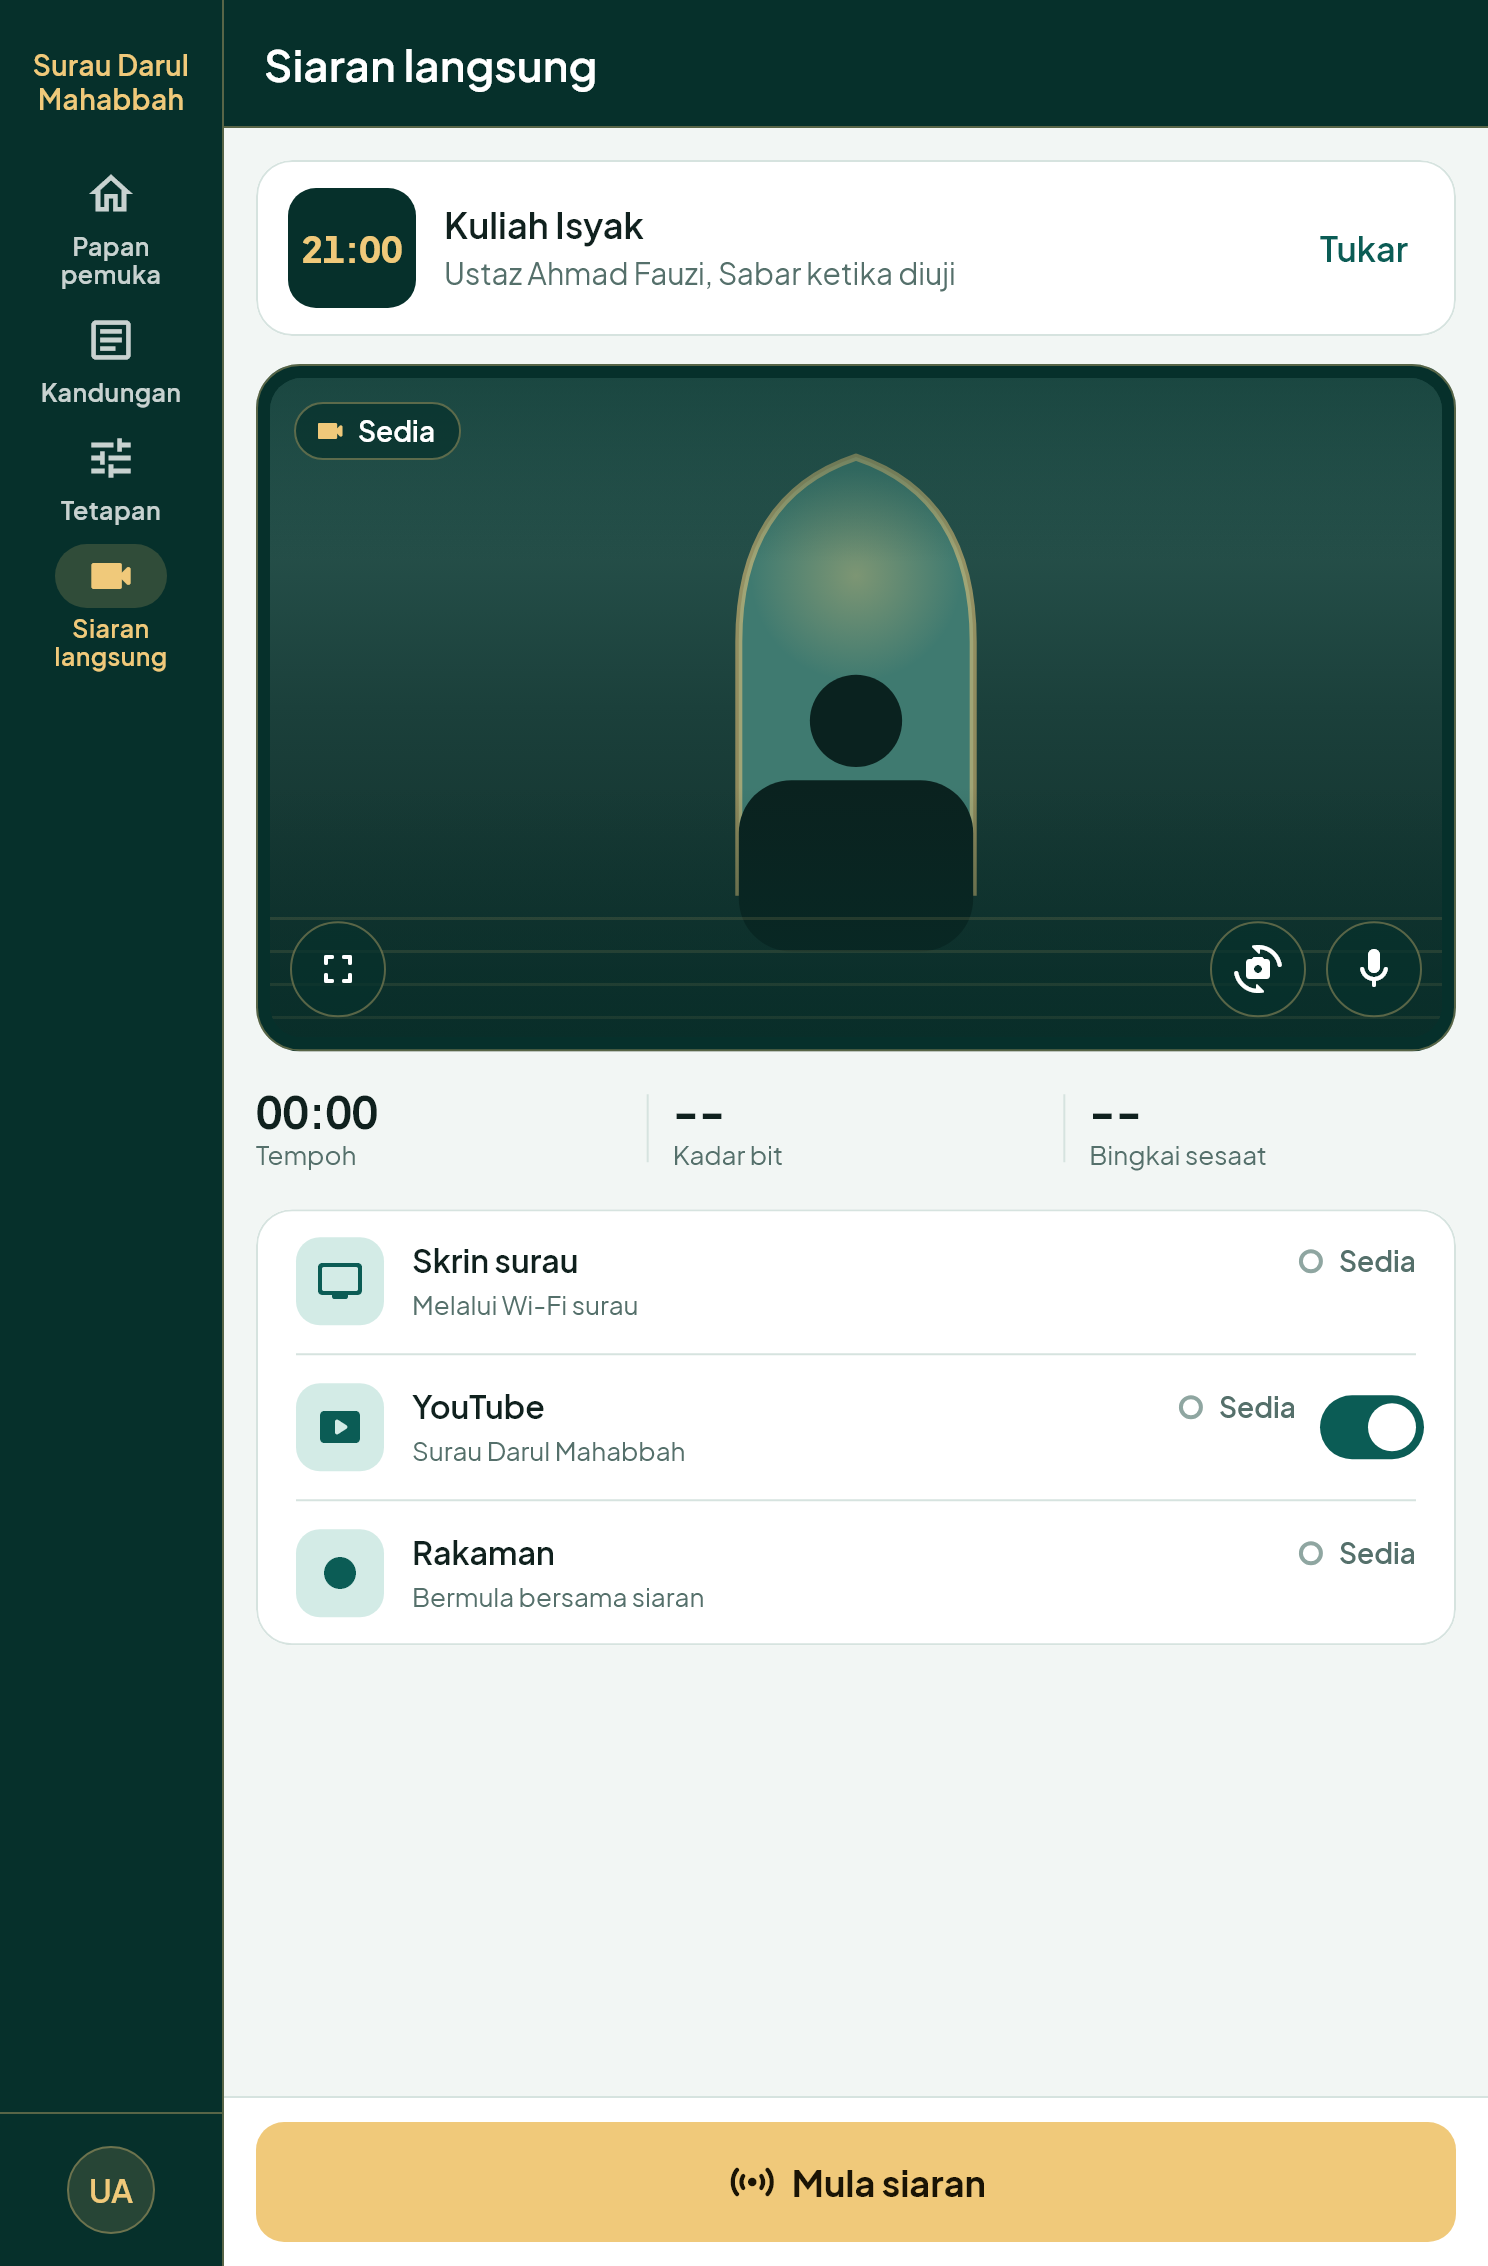 Surau Darul
Mahabbah
Papan
pemuka
Kandungan
Tetapan
Siaran
langsung
UA
Siaran langsung
21:00
Kuliah Isyak
Ustaz Ahmad Fauzi, Sabar ketika diuji
Tukar
Sedia
00:00
Tempoh
--
Kadar bit
--
Bingkai sesaat
Skrin surau
Melalui Wi-Fi surau
Sedia
YouTube
Surau Darul Mahabbah
Sedia
Rakaman
Bermula bersama siaran
Sedia
Mula siaran